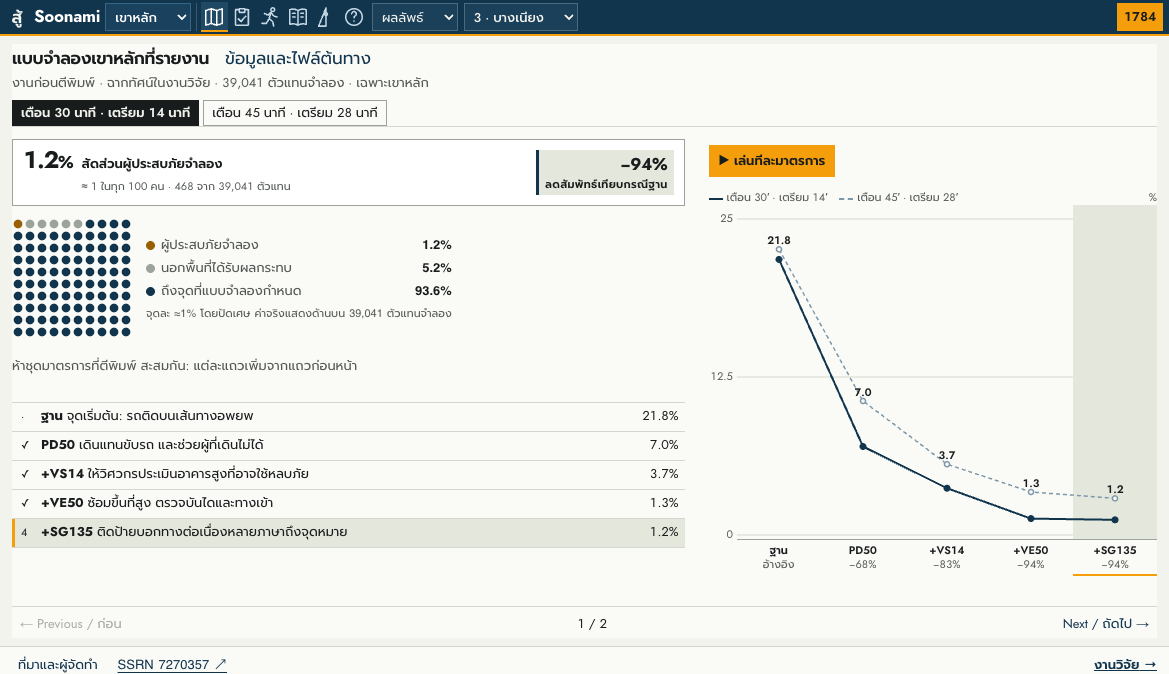 สู้ Soonami เขาหลัก ผลลัพธ์ 3 · บางเนียง 1784
แบบจำลองเขาหลักที่รายงาน ข้อมูลและไฟล์ต้นทาง
งานก่อนตีพิมพ์ · ฉากทัศน์ในงานวิจัย · 39,041 ตัวแทนจำลอง · เฉพาะเขาหลัก
เตือน 30 นาที · เตรียม 14 นาที
เตือน 45 นาที · เตรียม 28 นาที
1.2% สัดส่วนผู้ประสบภัยจำลอง
≈ 1 ในทุก 100 คน · 468 จาก 39,041 ตัวแทน
−94%
ลดสัมพัทธ์เทียบกรณีฐาน
ผู้ประสบภัยจำลอง 1.2%
นอกพื้นที่ได้รับผลกระทบ 5.2%
ถึงจุดที่แบบจำลองกำหนด 93.6%
จุดละ ≈1% โดยปัดเศษ ค่าจริงแสดงด้านบน 39,041 ตัวแทนจำลอง
ห้าชุดมาตรการที่ตีพิมพ์ สะสมกัน: แต่ละแถวเพิ่มจากแถวก่อนหน้า
· ฐาน จุดเริ่มต้น: รถติดบนเส้นทางอพยพ 21.8%
✓ PD50 เดินแทนขับรถ และช่วยผู้ที่เดินไม่ได้ 7.0%
✓ +VS14 ให้วิศวกรประเมินอาคารสูงที่อาจใช้หลบภัย 3.7%
✓ +VE50 ซ้อมขึ้นที่สูง ตรวจบันไดและทางเข้า 1.3%
4 +SG135 ติดป้ายบอกทางต่อเนื่องหลายภาษาถึงจุดหมาย 1.2%
▶ เล่นทีละมาตรการ
เตือน 30′ · เตรียม 14′ เตือน 45′ · เตรียม 28′ %
25
21.8
12.5
7.0
3.7
1.3
1.2
0
ฐาน PD50 +VS14 +VE50 +SG135
อ้างอิง −68% −83% −94% −94%
← Previous / ก่อน 1 / 2 Next / ถัดไป →
ที่มาและผู้จัดทำ SSRN 7270357 ↗ งานวิจัย →